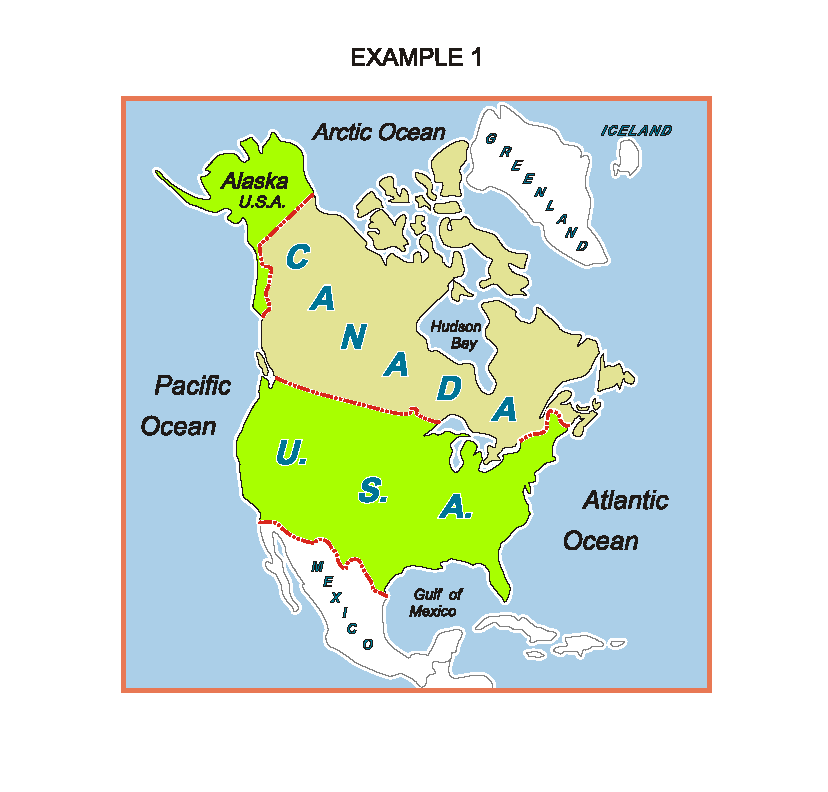 EXAMPLE 1
Arctic Ocean
ICELAND
GREENLAND
Alaska
U.S.A.
CANADA
Hudson
Bay
Pacific
Ocean
U. S. A.
Atlantic
Ocean
MEXICO
Gulf of
Mexico